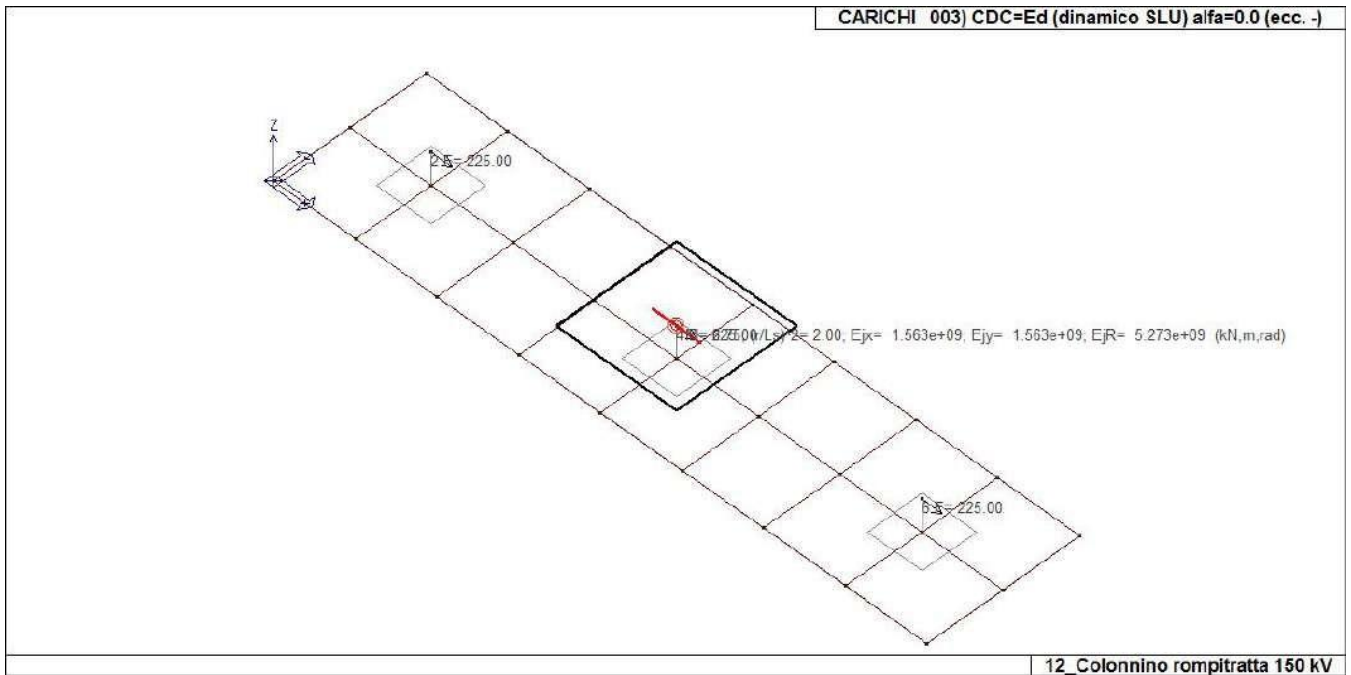 CARICHI 003) CDC=Ed (dinamico SLU) alfa=0.0 (ecc. -)
Z
225.00
2.00; Ejx= 1.563e+09; Ejy= 1.563e+09; EjR= 5.273e+09 (kN,m,rad)
225.00
12_Colonnino rompitratta 150 kV